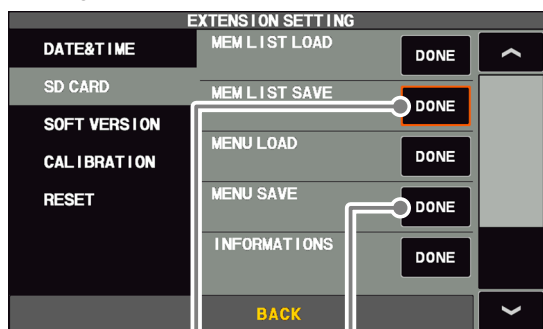 EXTENSION SETTING
DATE&TIME
SD CARD
SOFT VERSION
CALIBRATION
RESET
MEM LIST LOAD
DONE
MEM LIST SAVE
DONE
MENU LOAD
DONE
MENU SAVE
DONE
INFORMATIONS
DONE
BACK